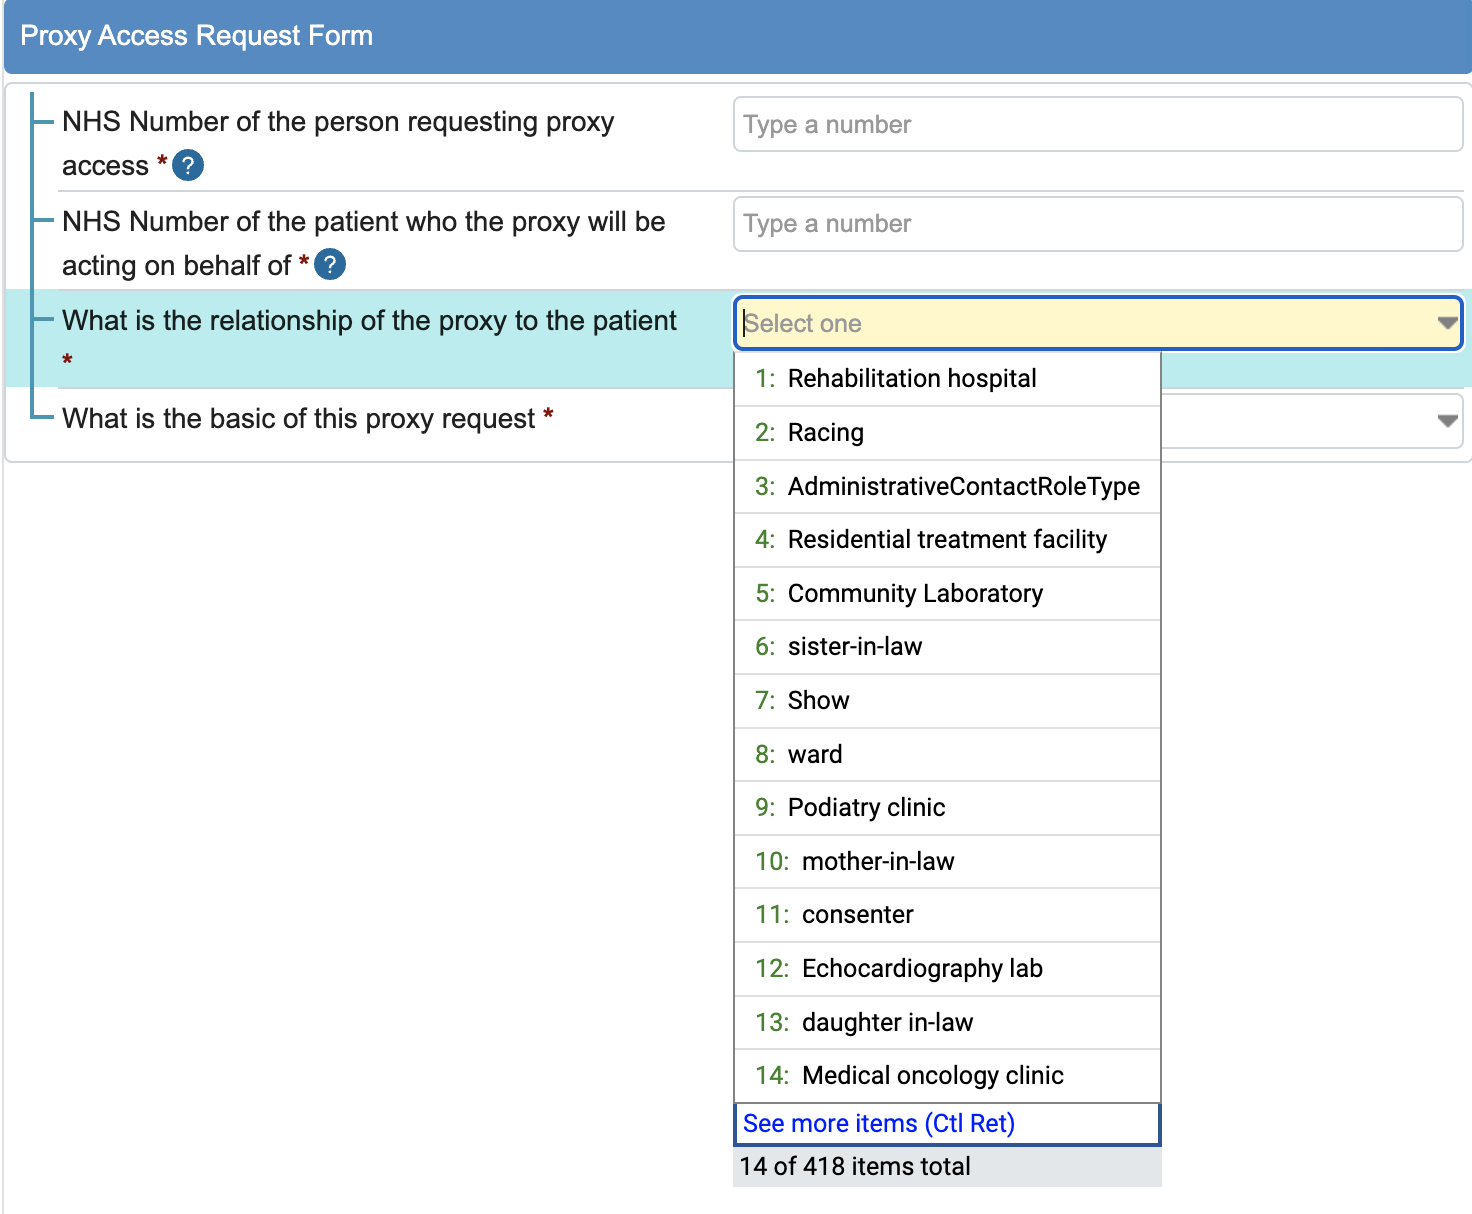 Proxy Access Request Form
NHS Number of the person requesting proxy
access * ?
Type a number
NHS Number of the patient who the proxy will be
acting on behalf of * ?
Type a number
What is the relationship of the proxy to the patient
*
Select one
1: Rehabilitation hospital
2: Racing
3: AdministrativeContactRoleType
4: Residential treatment facility
5: Community Laboratory
6: sister-in-law
7: Show
8: ward
9: Podiatry clinic
10: mother-in-law
11: consenter
12: Echocardiography lab
13: daughter in-law
14: Medical oncology clinic
See more items (Ctl Ret)
14 of 418 items total
What is the basic of this proxy request *